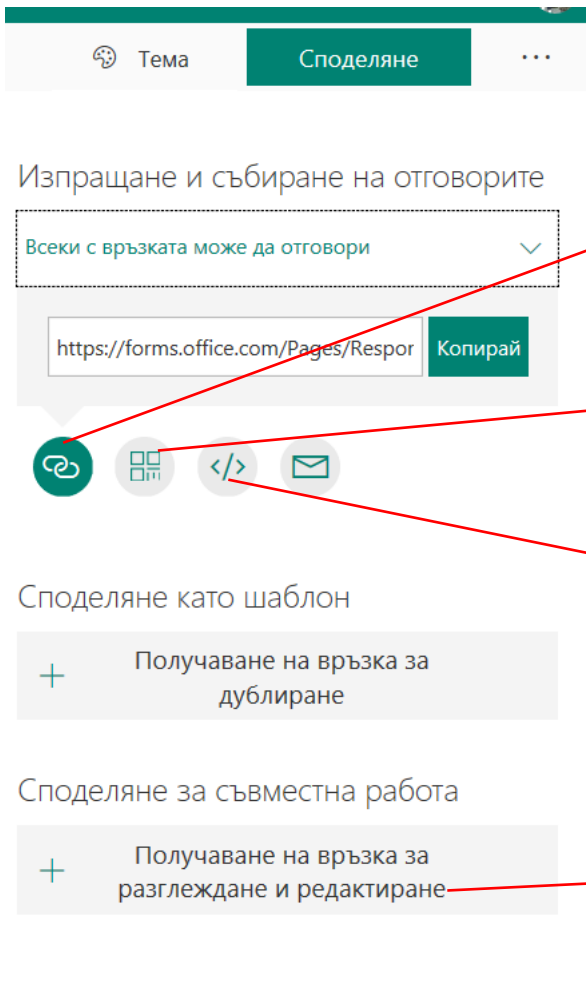 Тема
Споделяне
...
Изпращане и събиране на отговорите
Всеки с връзката може да отговори
https://forms.office.com/Pages/Respor
Копирай
</>
Споделяне като шаблон
+ Получаване на връзка за
дублиране
Споделяне за съвместна работа
+ Получаване на връзка за
разглеждане и редактиране